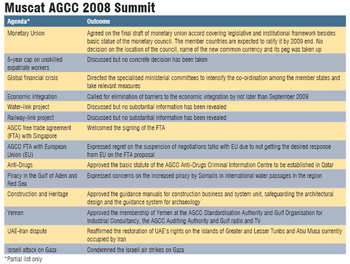 Muscat AGCC 2008 Summit
Agenda* Outcome
Monetary Union Agreed on the final draft of monetary union accord covering legislative and institutional framework besides
basic statue of the monetary council. The member countries are expected to ratify it by 2009 end. No
decision on the location of the council, name of the new common currency and its peg was taken up
5-year cap on unskilled Discussed but no concrete decision has been taken
expatriate workers
Global financial crisis Directed the specialised ministerial committees to intensify the co-ordination among the member states and
take relevant measures
Economic integration Called for elimination of barriers to the economic integration by not later than September 2009
Water-link project Discussed but no substantial information has been revealed
Railway-link project Discussed but no substantial information has been revealed
AGCC free trade agreement Welcomed the signing of the FTA
(FTA) with Singapore
AGCC FTA with European Expressed regret on the suspension of negotiations talks with EU due to not getting the desired response
Union (EU) from EU on the FTA proposal
Anti-Drugs Approved the basic statute of the AGCC Anti-Drugs Criminal Information Centre to be establised in Qatar
Piracy in the Gulf of Aden and Expressed concerns on the increased piracy by Somalis in international water passages in the region
Red Sea
Construction and Heritage Approved the guidance manuals for construction business and system unit, safeguarding the architectural
design and the guidance system for archaeology
Yemen Approved the membership of Yemen at the AGCC Standardisation Authority and Gulf Organisation for
Industrial Consultancy, the AGCC Auditing Authority and Gulf radio and TV
UAE-Iran dispute Reaffirmed the restoration of UAE's rights on the islands of Greater and Lesser Tunbs and Abu Musa currently
occupied by Iran
Israeli attack on Gaza Condemned the Israeli air strikes on Gaza
*Partial list only